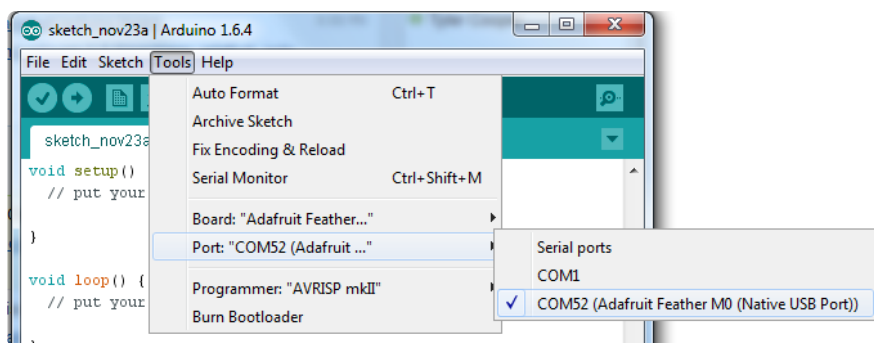 sketch_nov23a | Arduino 1.6.4
File Edit Sketch Tools Help
Auto Format Ctrl+T
Archive Sketch
sketch_nov23a
Fix Encoding & Reload
void setup()
Serial Monitor Ctrl+Shift+M
// put your
Board: "Adafruit Feather..."
}
Port: "COM52 (Adafruit ..."
Serial ports
COM1
void loop() {
Programmer: "AVRISP mkII"
// put your
COM52 (Adafruit Feather M0 (Native USB Port))
Burn Bootloader